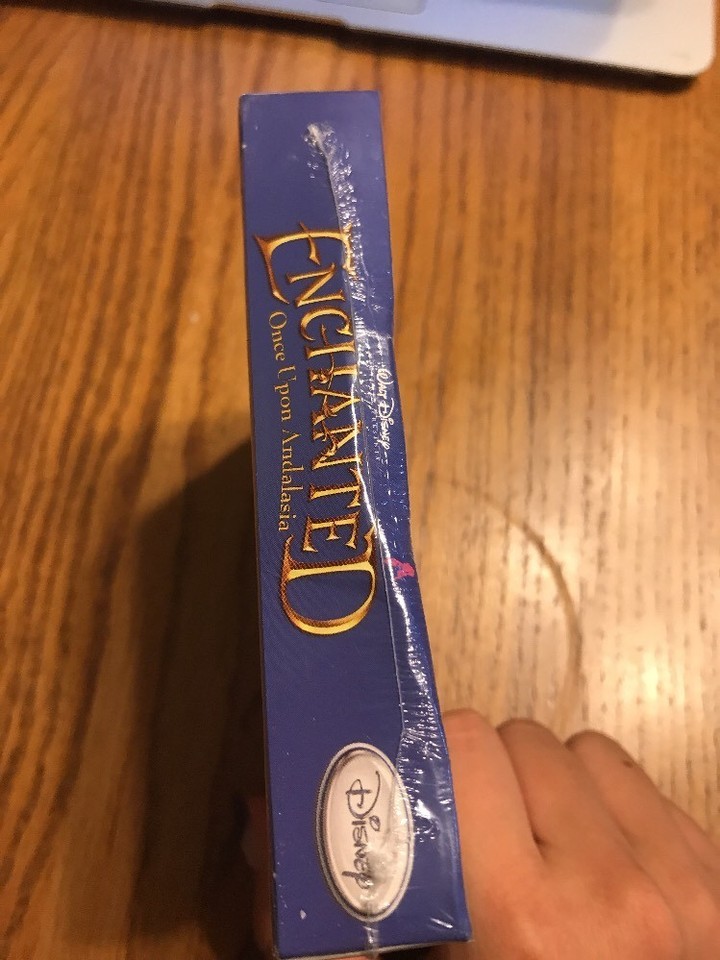 Walt Disney
Enchanted
Once Upon Andalasia
Disney